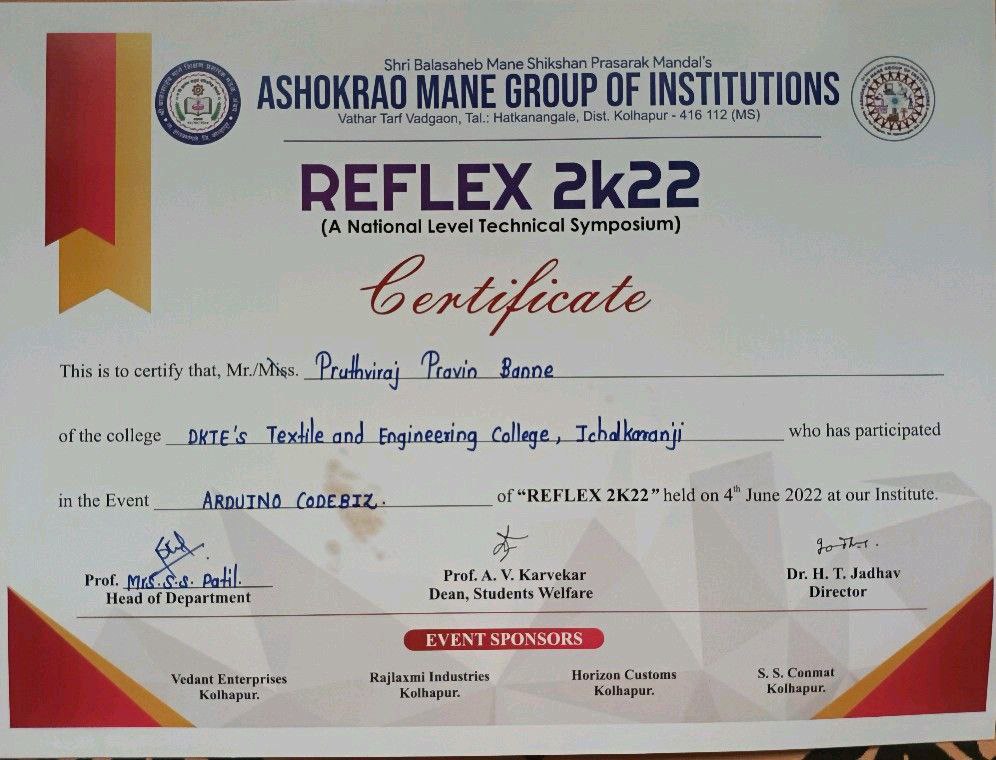 Shri Balasaheb Mane Shikshan Prasarak Mandal's
ASHOKRAO MANE GROUP OF INSTITUTIONS
Vathar Tarf Vadgaon, Tal.: Hatkanangale, Dist. Kolhapur - 416 112 (MS)
REFLEX 2k22
(A National Level Technical Symposium)
Certificate
This is to certify that, Mr./Miss. Pruthviraj Pravin Banne
of the college DKTE's Textile and Engineering College, Ichalkaranji who has participated
in the Event ARDUINO CODEBIZ. of "REFLEX 2K22" held on 4th June 2022 at our Institute.
Prof. Mrs. S.S. Patil.
Head of Department
Prof. A. V. Karvekar
Dean, Students Welfare
Dr. H. T. Jadhav
Director
EVENT SPONSORS
Vedant Enterprises
Kolhapur.
Rajlaxmi Industries
Kolhapur.
Horizon Customs
Kolhapur.
S. S. Conmat
Kolhapur.